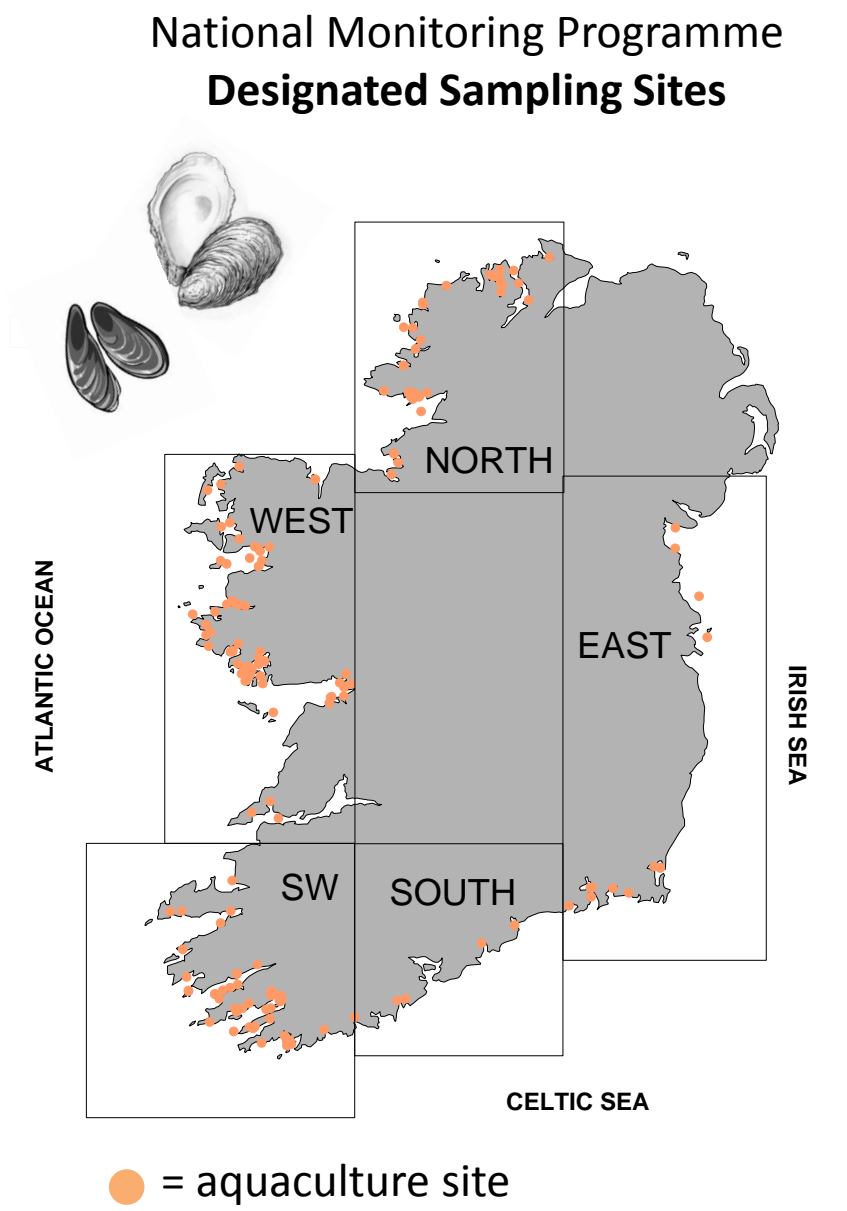 National Monitoring Programme
Designated Sampling Sites
NORTH
WEST
EAST
ATLANTIC OCEAN
IRISH SEA
SW
SOUTH
CELTIC SEA
= aquaculture site